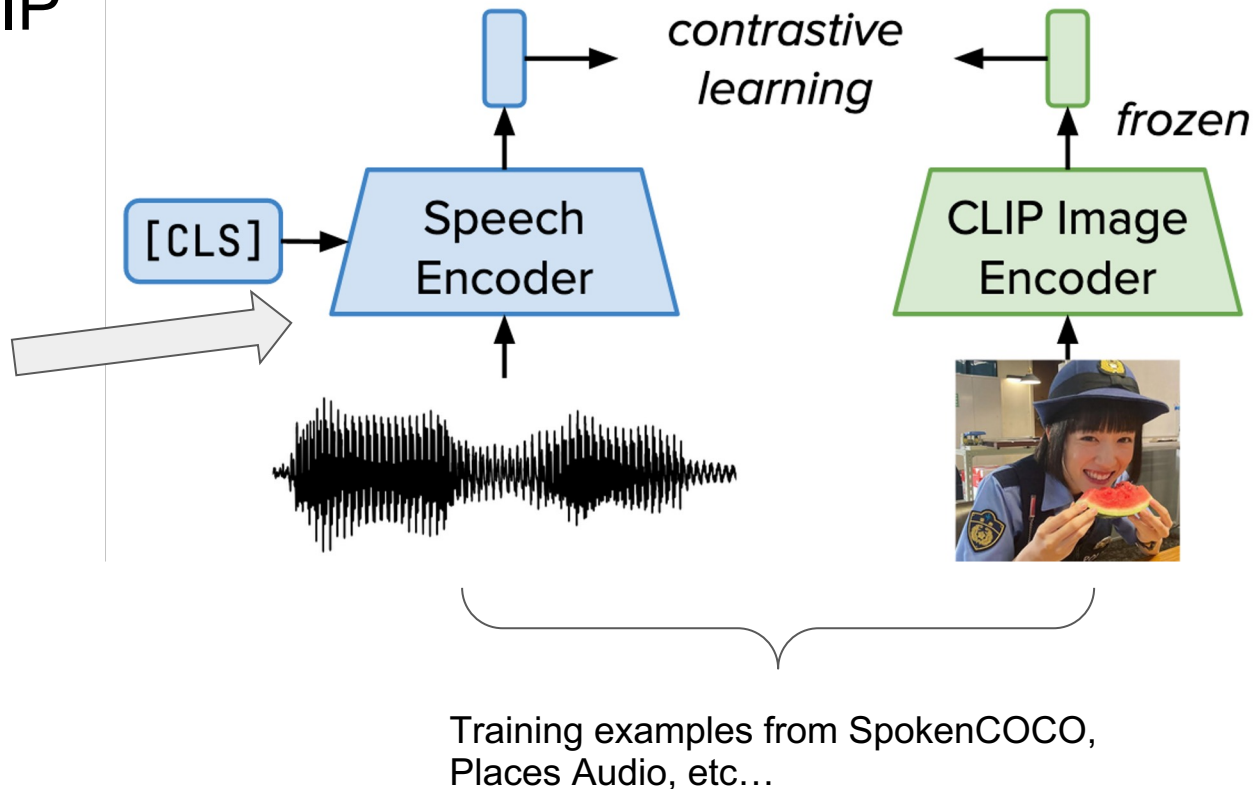 IP
contrastive
learning
frozen
[CLS]
Speech
Encoder
CLIP Image
Encoder
Training examples from SpokenCOCO,
Places Audio, etc…